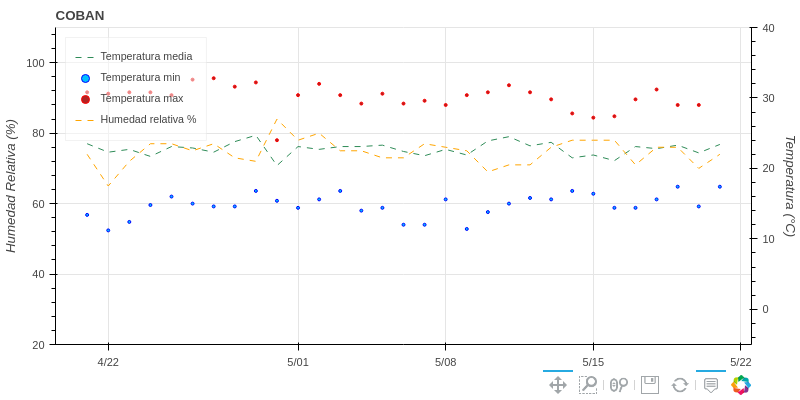 COBAN
Temperatura media
Temperatura min
Temperatura max
Humedad relativa %
Humedad Relativa (%)
100
80
60
40
20
Temperatura (°C)
40
30
20
10
0
4/22
5/01
5/08
5/15
5/22